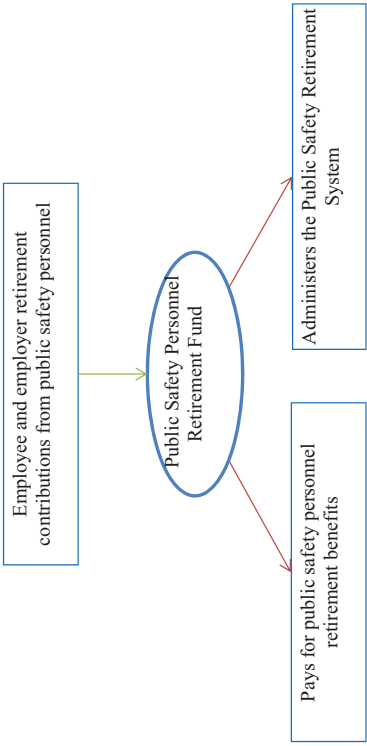 Employee and employer retirement
contributions from public safety personnel
Public Safety Personnel
Retirement Fund
Pays for public safety personnel
retirement benefits
Administers the Public Safety Retirement
System